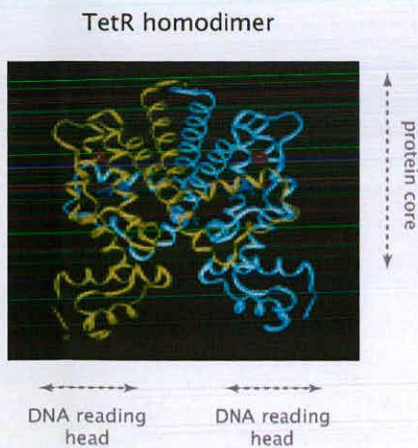 TetR homodimer
protein core
DNA reading
head
DNA reading
head